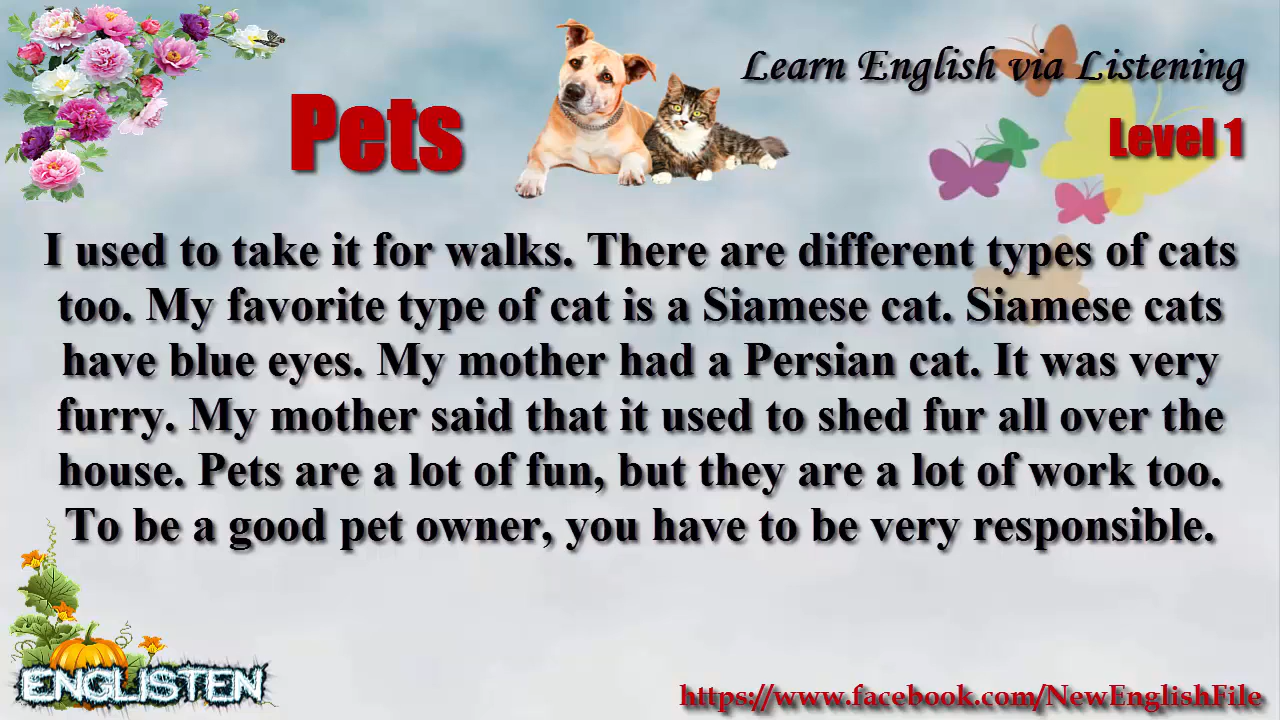 Learn English via Listening
Pets
Level 1
I used to take it for walks. There are different types of cats
too. My favorite type of cat is a Siamese cat. Siamese cats
have blue eyes. My mother had a Persian cat. It was very
furry. My mother said that it used to shed fur all over the
house. Pets are a lot of fun, but they are a lot of work too.
To be a good pet owner, you have to be very responsible.
ENGLISTEN
https://www.facebook.com/NewEnglishFile